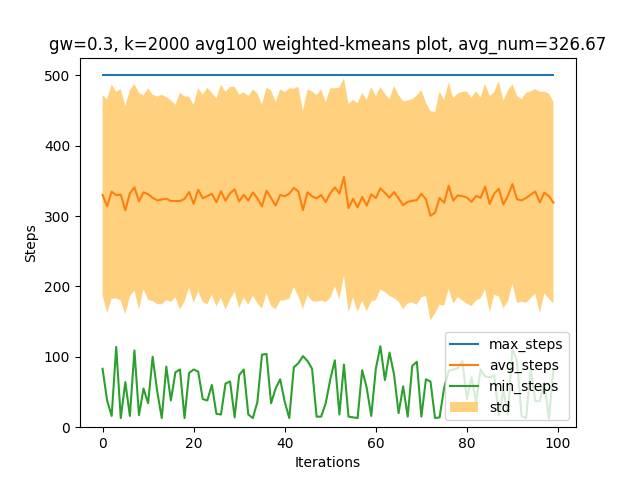 gw=0.3, k=2000 avg100 weighted-kmeans plot, avg_num=326.67
500
400
300
200
100
0
Steps
max_steps
avg_steps
min_steps
std
0
20
40
60
80
100
Iterations